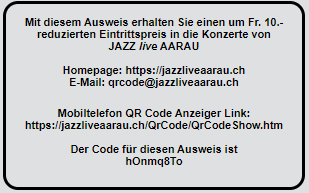 Mit diesem Ausweis erhalten Sie einen um Fr. 10.-
reduzierten Eintrittspreis in die Konzerte von
JAZZ live AARAU
Homepage: https://jazzliveaarau.ch
E-Mail: qrcode@jazzliveaarau.ch
Mobiltelefon QR Code Anzeiger Link:
https://jazzliveaarau.ch/QrCode/QrCodeShow.htm
Der Code für diesen Ausweis ist
hOnmq8To